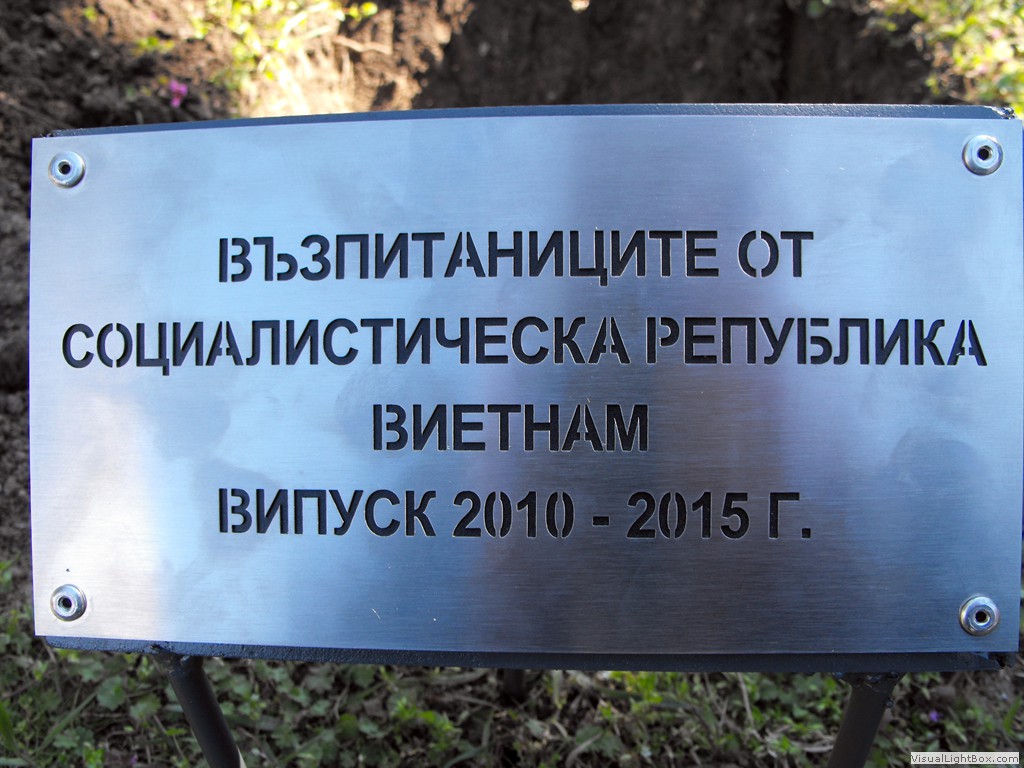 ВЪЗПИТАНИЦИТЕ ОТ
СОЦИАЛИСТИЧЕСКА РЕПУБЛИКА
ВИЕТНАМ
ВИПУСК 2010 - 2015 Г.
VisualLightBox.com